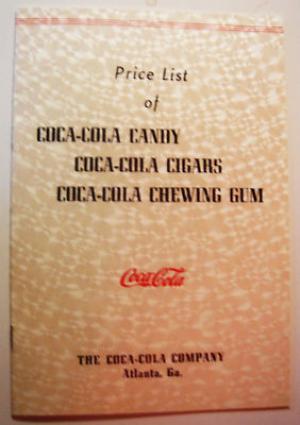 Price List
of
COCA-COLA CANDY
COCA-COLA CIGARS
COCA-COLA CHEWING GUM
Coca-Cola
THE COCA-COLA COMPANY
Atlanta, Ga.